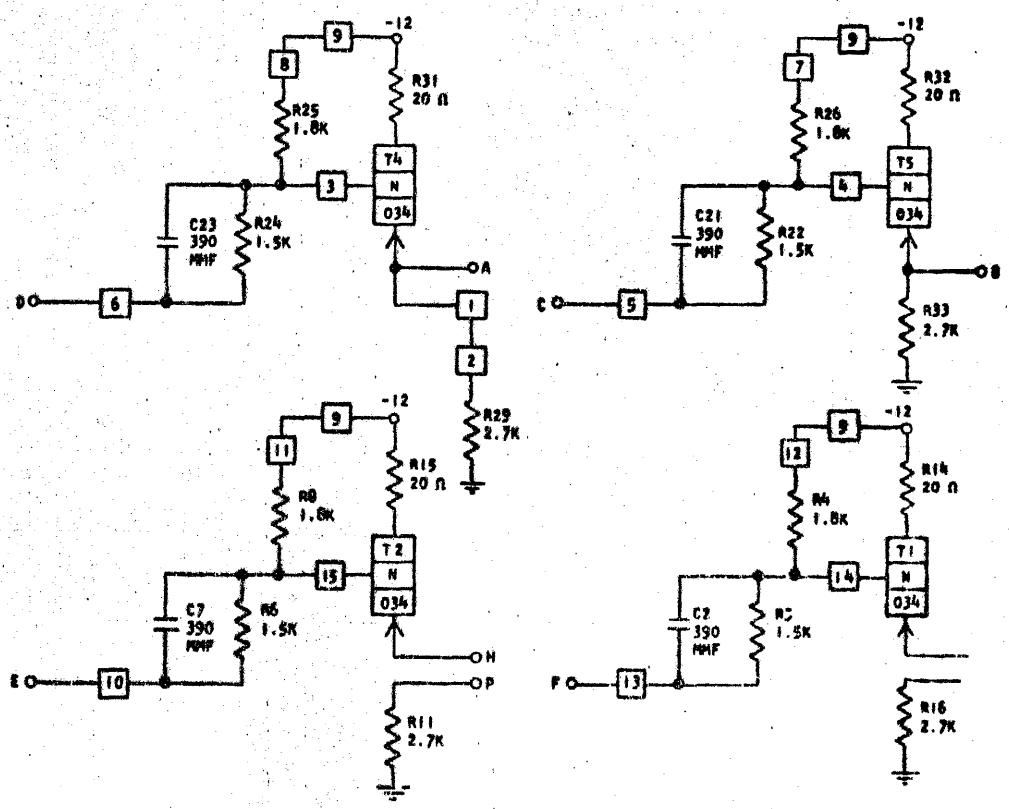 -12
9
8
R31
20 Ω
R25
1.8K
T4
3
N
034
C23
390
MMF
R24
1.5K
A
D
6
1
2
R29
2.7K
-12
9
7
R32
20 Ω
R26
1.8K
T5
4
N
034
C21
390
MMF
R22
1.5K
B
C
5
R33
2.7K
-12
9
11
R15
20 Ω
R8
1.8K
T2
15
N
034
C7
390
MMF
R6
1.5K
H
E
10
P
R11
2.7K
-12
9
12
R14
20 Ω
R4
1.8K
T1
14
N
034
C2
390
MMF
1.5K
F
13
R16
2.7K